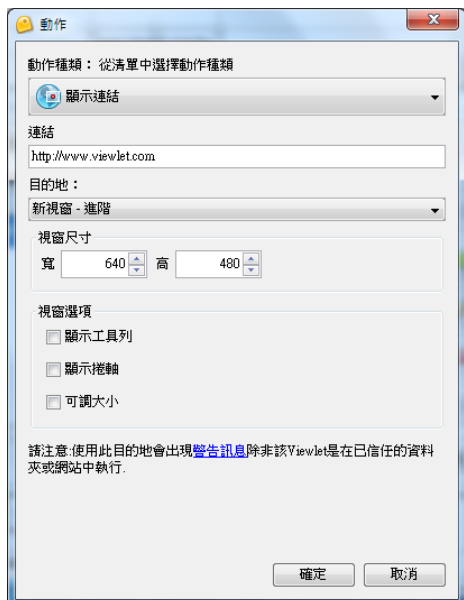 動作
動作種類： 從清單中選擇動作種類
顯示連結
連結
http://www.viewlet.com
目的地：
新視窗 - 進階
視窗尺寸
寬 640 高 480
視窗選項
顯示工具列
顯示捲軸
可調大小
請注意:使用此目的地會出現警告訊息除非該Viewlet是在已信任的資料
夾或網站中執行.
確定 取消